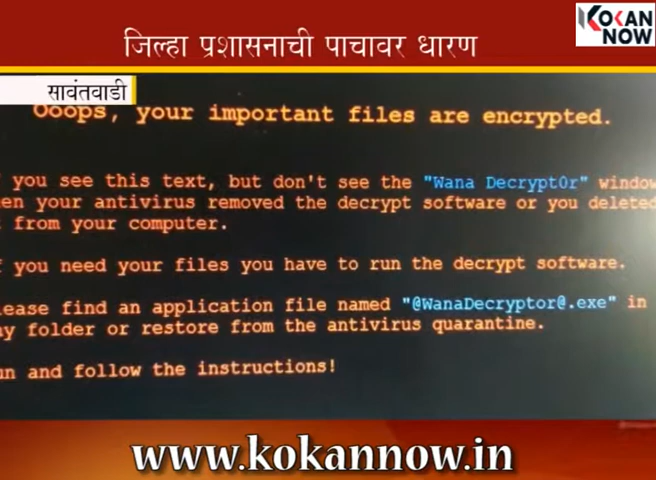 KOKAN
NOW
जिल्हा प्रशासनाची पाचावर धारण
सावंतवाडी
Ooops, your important files are encrypted.
you see this text, but don't see the "Wana Decrypt0r" window
en your antivirus removed the decrypt software or you deleted
from your computer.
you need your files you have to run the decrypt software.
ease find an application file named "@WanaDecryptor@.exe" in
y folder or restore from the antivirus quarantine.
n and follow the instructions!
www.kokannow.in